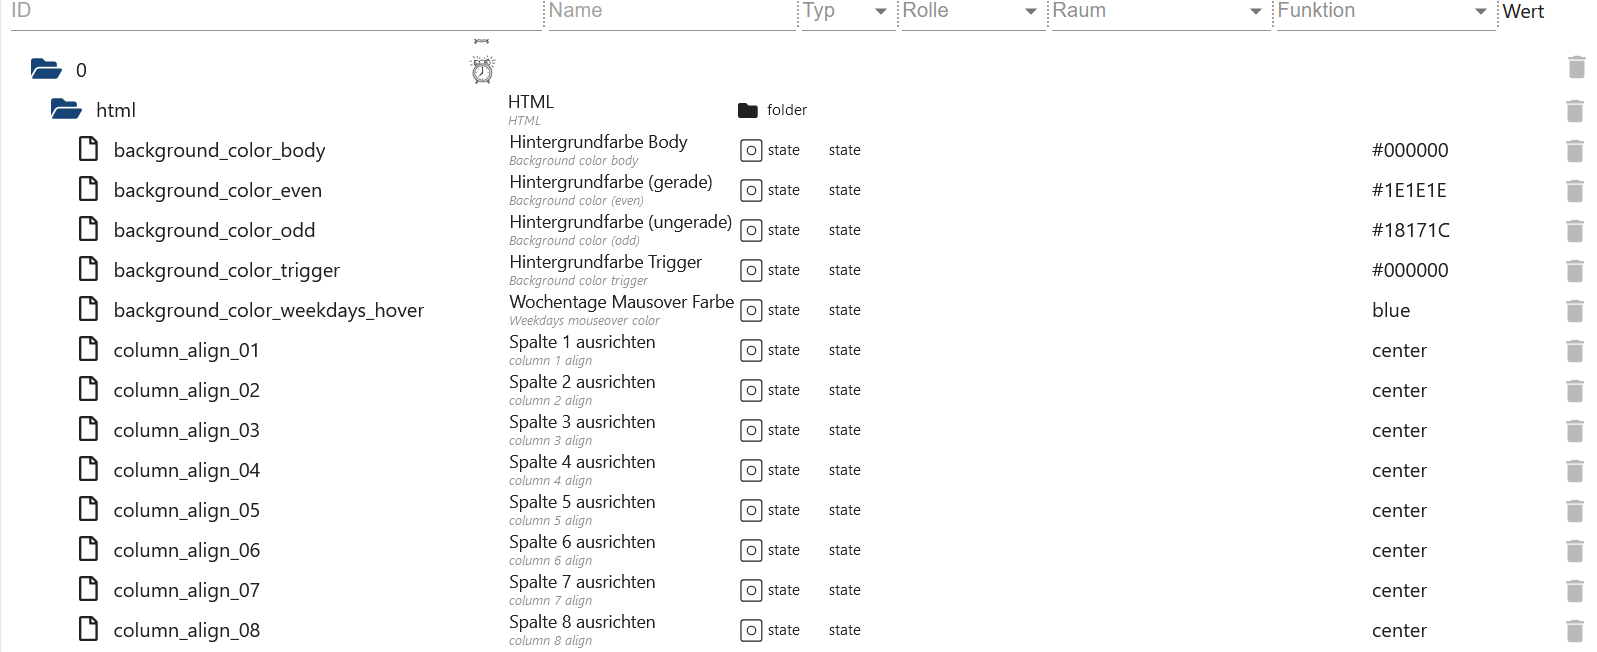 ID Name Typ Rolle Raum Funktion Wert
0
html HTML folder
HTML
background_color_body Hintergrundfarbe Body state state #000000
Background color body
background_color_even Hintergrundfarbe (gerade) state state #1E1E1E
Background color (even)
background_color_odd Hintergrundfarbe (ungerade) state state #18171C
Background color (odd)
background_color_trigger Hintergrundfarbe Trigger state state #000000
Background color trigger
background_color_weekdays_hover Wochentage Mausover Farbe state state blue
Weekdays mouseover color
column_align_01 Spalte 1 ausrichten state state center
column 1 align
column_align_02 Spalte 2 ausrichten state state center
column 2 align
column_align_03 Spalte 3 ausrichten state state center
column 3 align
column_align_04 Spalte 4 ausrichten state state center
column 4 align
column_align_05 Spalte 5 ausrichten state state center
column 5 align
column_align_06 Spalte 6 ausrichten state state center
column 6 align
column_align_07 Spalte 7 ausrichten state state center
column 7 align
column_align_08 Spalte 8 ausrichten state state center
column 8 align